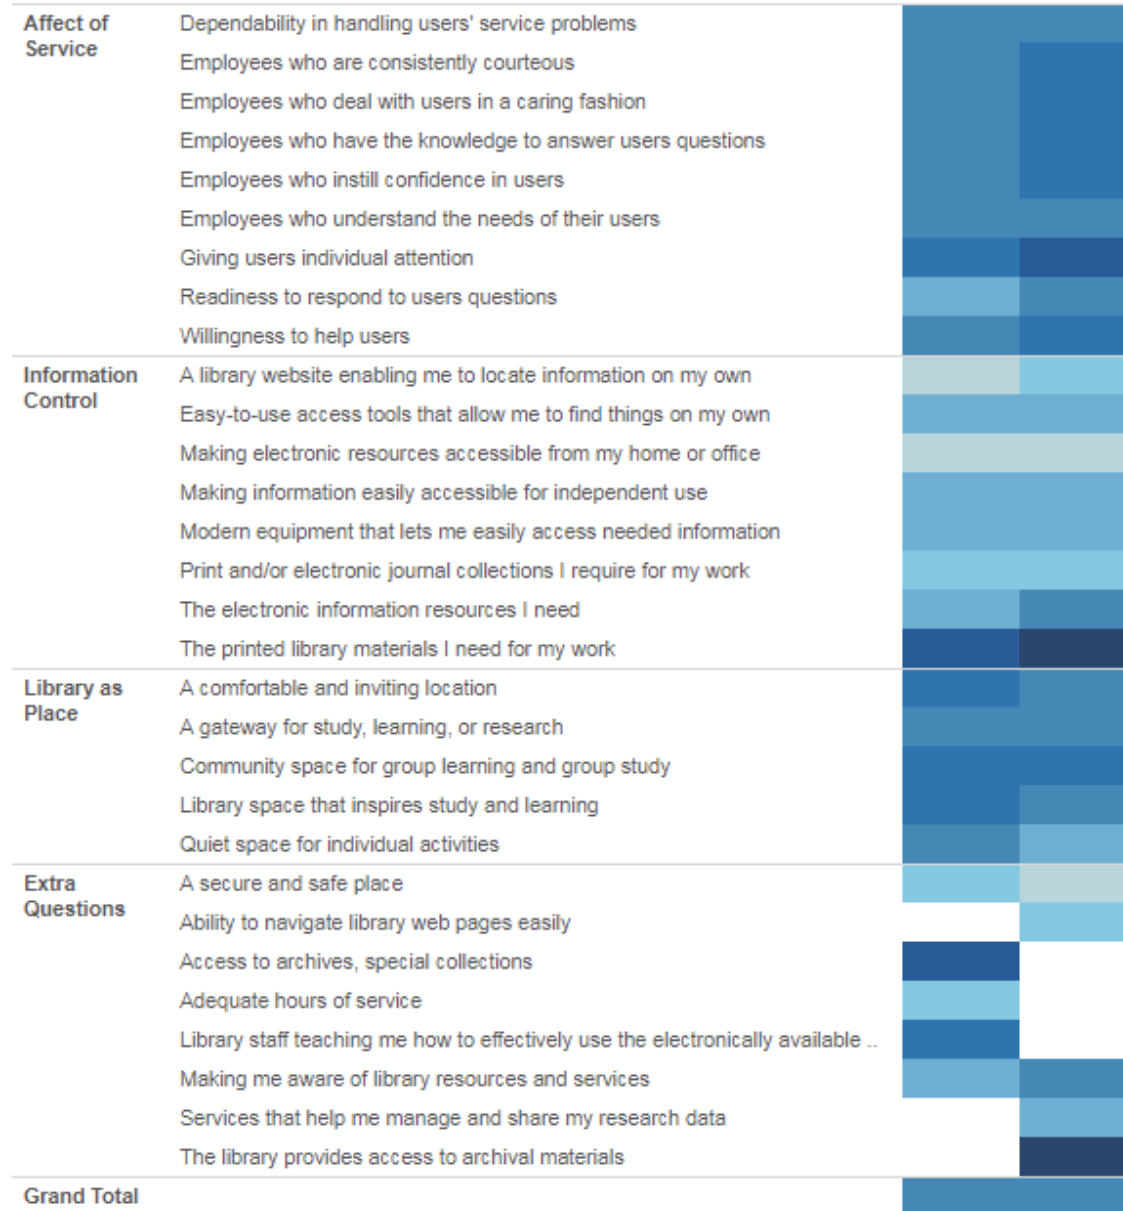 Affect of
Service
Dependability in handling users' service problems
Employees who are consistently courteous
Employees who deal with users in a caring fashion
Employees who have the knowledge to answer users questions
Employees who instill confidence in users
Employees who understand the needs of their users
Giving users individual attention
Readiness to respond to users questions
Willingness to help users
Information
Control
A library website enabling me to locate information on my own
Easy-to-use access tools that allow me to find things on my own
Making electronic resources accessible from my home or office
Making information easily accessible for independent use
Modern equipment that lets me easily access needed information
Print and/or electronic journal collections I require for my work
The electronic information resources I need
The printed library materials I need for my work
Library as
Place
A comfortable and inviting location
A gateway for study, learning, or research
Community space for group learning and group study
Library space that inspires study and learning
Quiet space for individual activities
Extra
Questions
A secure and safe place
Ability to navigate library web pages easily
Access to archives, special collections
Adequate hours of service
Library staff teaching me how to effectively use the electronically available ..
Making me aware of library resources and services
Services that help me manage and share my research data
The library provides access to archival materials
Grand Total